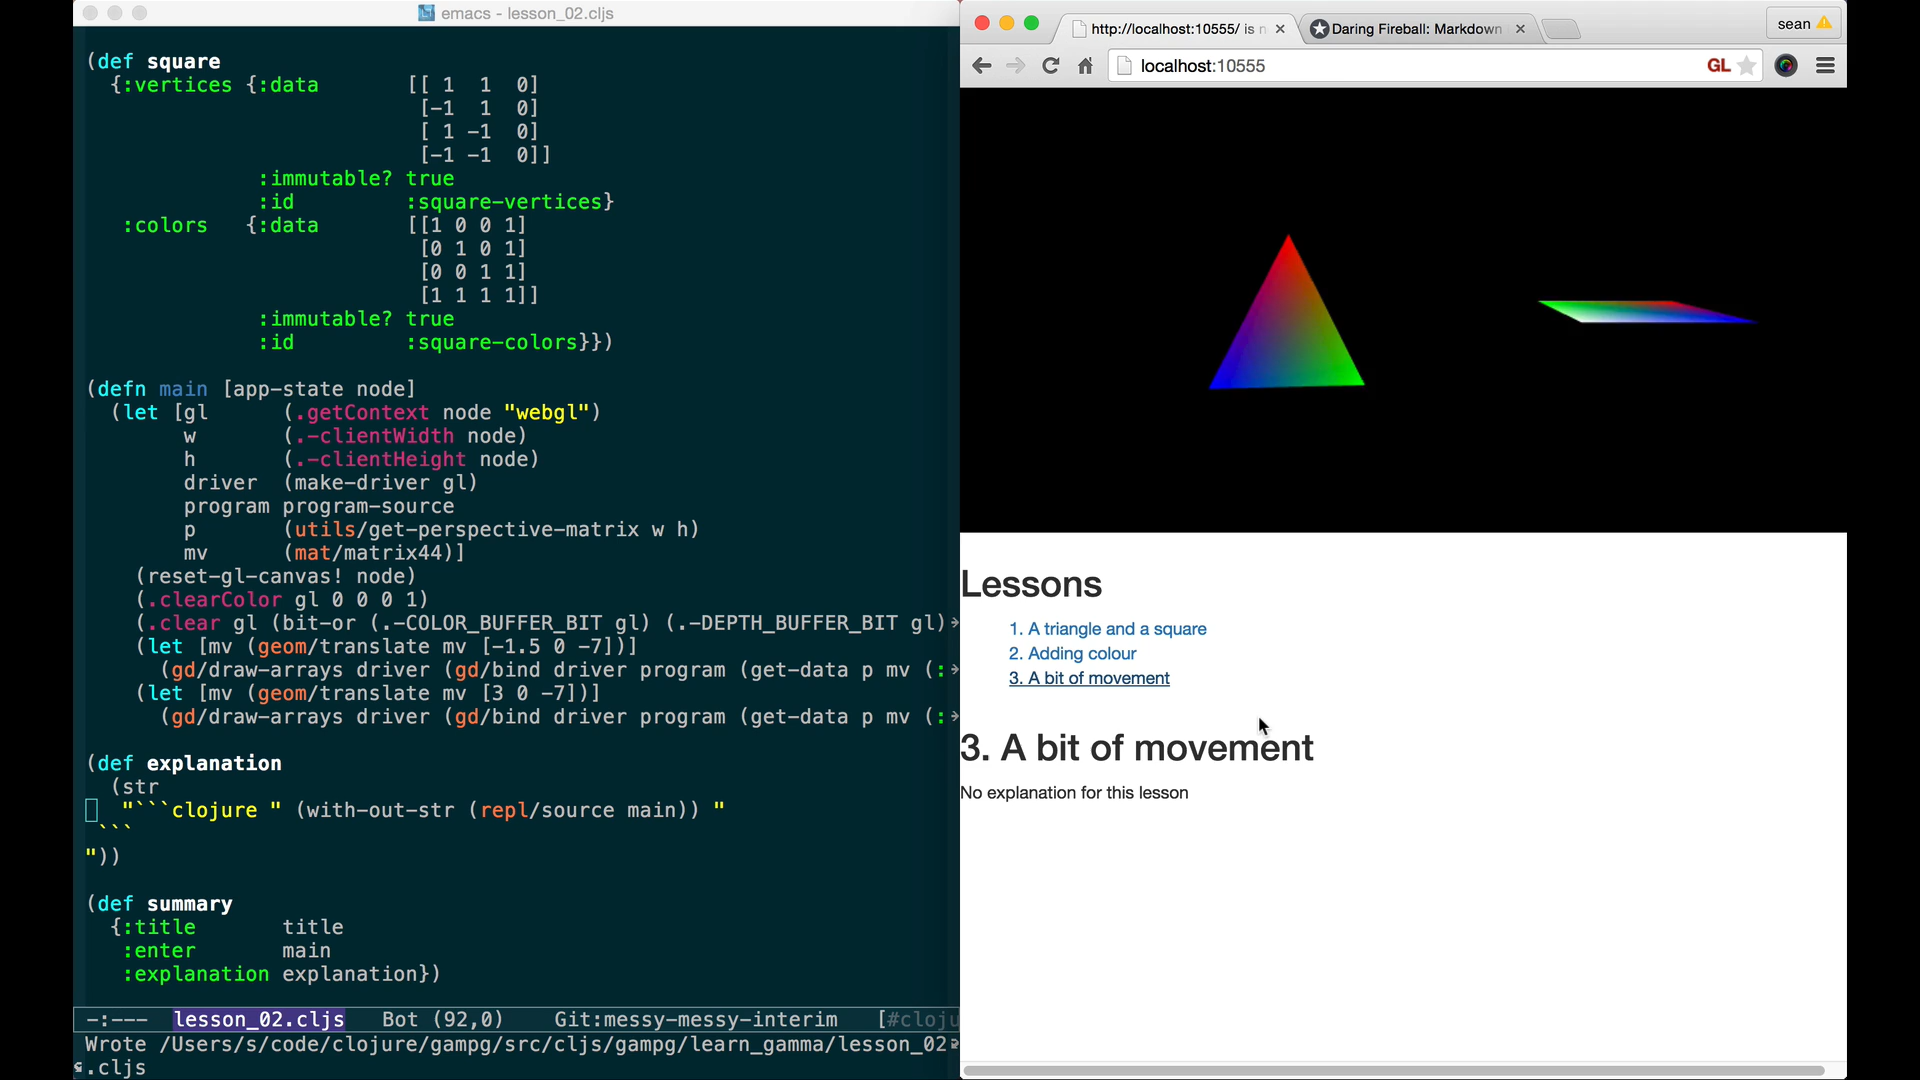 emacs - lesson_02.cljs
(def square
{:vertices {:data [[ 1 1 0]
[-1 1 0]
[ 1 -1 0]
[-1 -1 0]]
:immutable? true
:id :square-vertices}
:colors {:data [[1 0 0 1]
[0 1 0 1]
[0 0 1 1]
[1 1 1 1]]
:immutable? true
:id :square-colors}})
(defn main [app-state node]
(let [gl (.getContext node "webgl")
w (.-clientWidth node)
h (.-clientHeight node)
driver (make-driver gl)
program program-source
p (utils/get-perspective-matrix w h)
mv (mat/matrix44)]
(reset-gl-canvas! node)
(.clearColor gl 0 0 0 1)
(.clear gl (bit-or (.-COLOR_BUFFER_BIT gl) (.-DEPTH_BUFFER_BIT gl)
(let [mv (geom/translate mv [-1.5 0 -7])]
(gd/draw-arrays driver (gd/bind driver program (get-data p mv (:
(let [mv (geom/translate mv [3 0 -7])]
(gd/draw-arrays driver (gd/bind driver program (get-data p mv (:
(def explanation
(str
"```clojure " (with-out-str (repl/source main)) "
```
"))
(def summary
{:title title
:enter main
:explanation explanation})
-:--- lesson_02.cljs Bot (92,0) Git:messy-messy-interim [#cloju
Wrote /Users/s/code/clojure/gampg/src/cljs/gampg/learn_gamma/lesson_02
.cljs
http://localhost:10555/ is n
Daring Fireball: Markdown
sean
localhost:10555
GL
Lessons
1. A triangle and a square
2. Adding colour
3. A bit of movement
3. A bit of movement
No explanation for this lesson